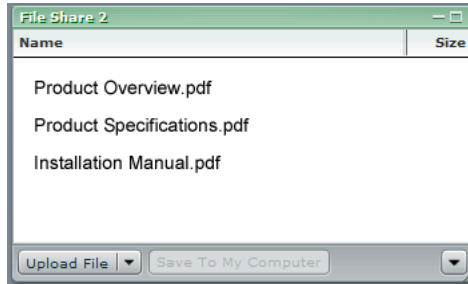 File Share 2
Name Size
Product Overview.pdf
Product Specifications.pdf
Installation Manual.pdf
Upload File Save To My Computer